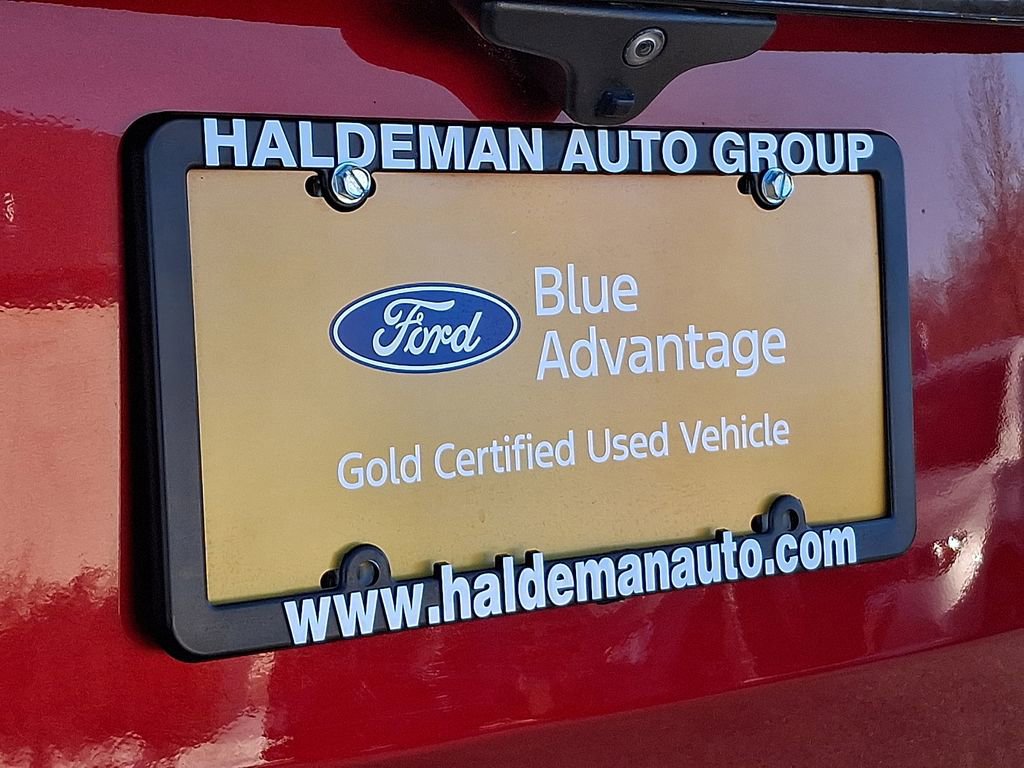 HALDEMAN AUTO GROUP
Ford
Blue
Advantage
Gold Certified Used Vehicle
www.haldemanauto.com